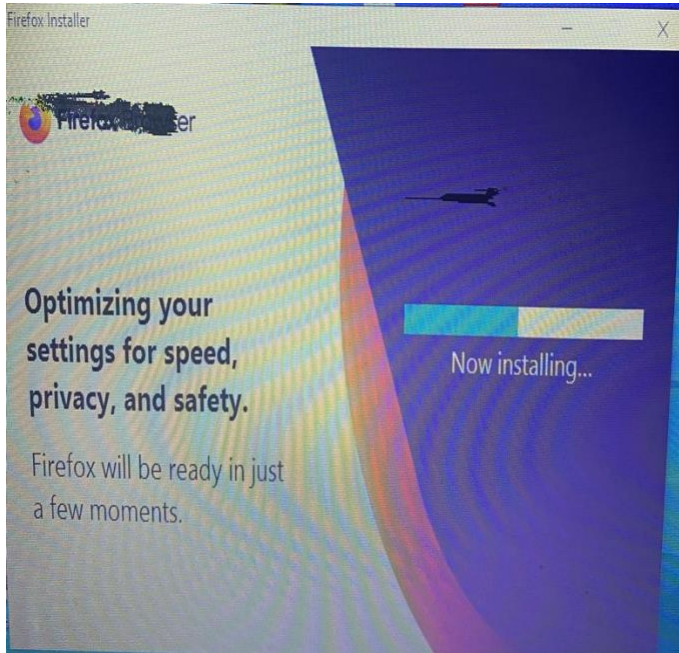 Firefox Installer
Optimizing your
settings for speed,
privacy, and safety.
Firefox will be ready in just
a few moments.
Now installing...